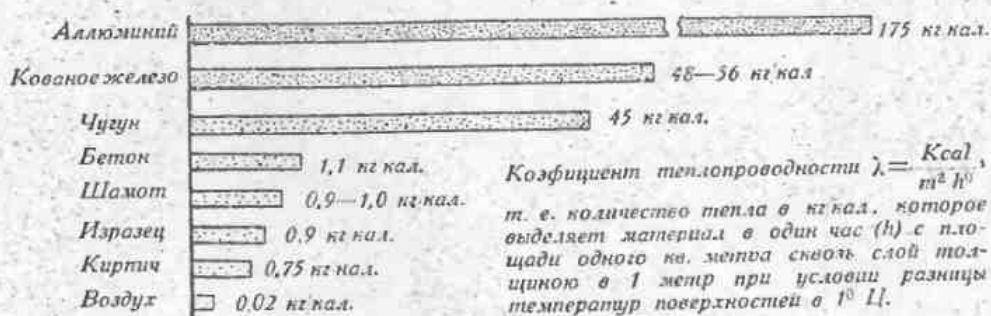 Аллюминий 175 кг кал.
Кованое железо 48—56 кг кал
Чугун 45 кг кал.
Бетон 1,1 кг кал.
Шамот 0,9—1,0 кг кал.
Изразец 0,9 кг кал.
Кирпич 0,75 кг кал.
Воздух 0,02 кг кал.
Коэфициент теплопроводности λ = Kcal / m² h⁰,
т. е. количество тепла в кг кал. которое
выделяет материал в один час (h) с пло-
щади одного кв. метра сквозь слой тол-
щиною в 1 метр при условии разницы
температур поверхностей в 1⁰ Ц.